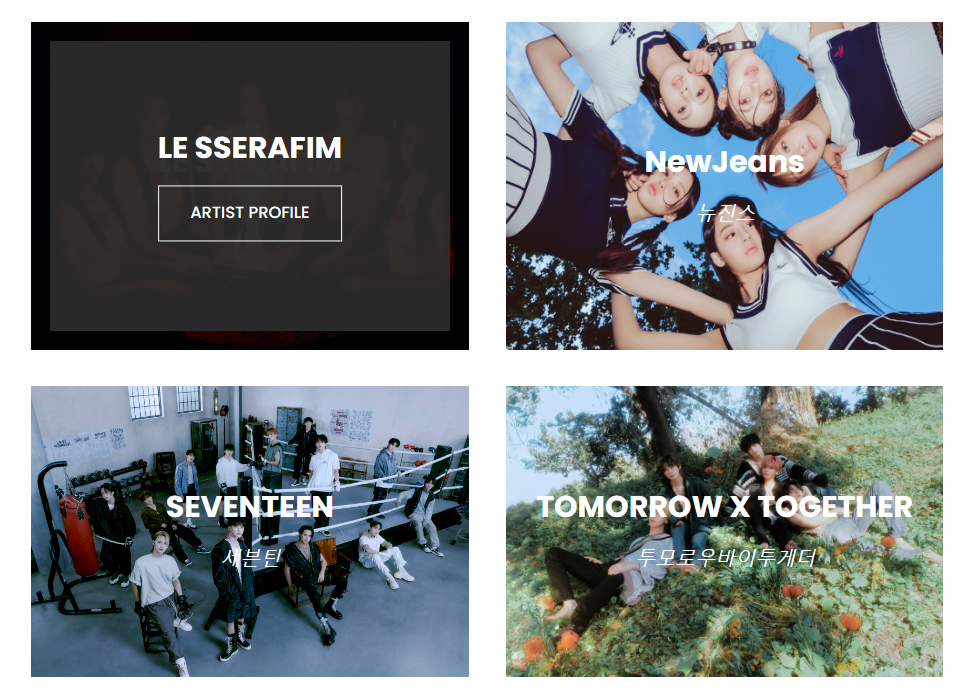 LE SSERAFIM
ARTIST PROFILE
NewJeans
뉴진스
SEVENTEEN
세븐틴
TOMORROW X TOGETHER
투모로우바이투게더